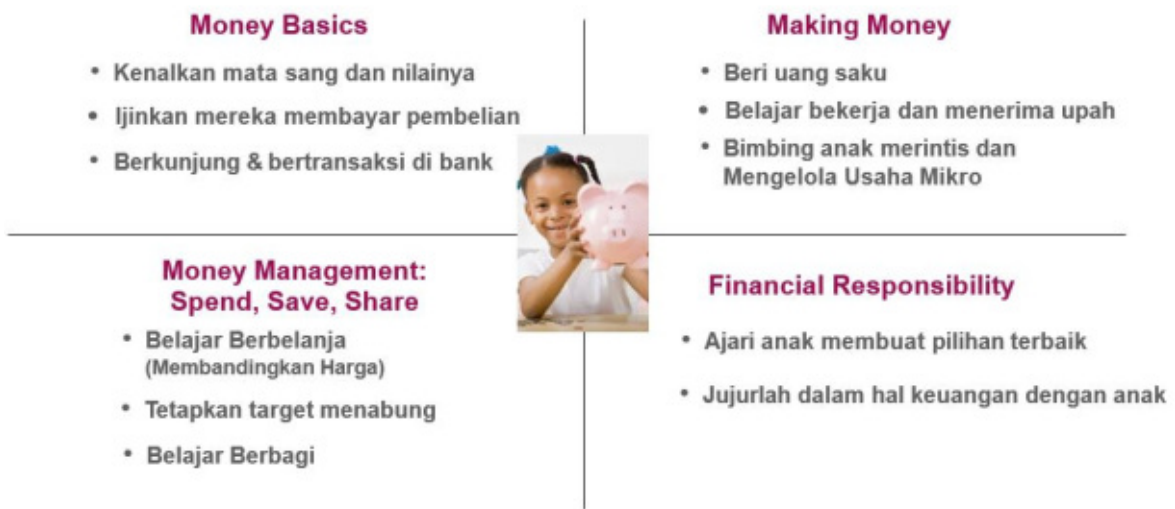 Money Basics
• Kenalkan mata sang dan nilainya
• Ijinkan mereka membayar pembelian
• Berkunjung & bertransaksi di bank
Making Money
• Beri uang saku
• Belajar bekerja dan menerima upah
• Bimbing anak merintis dan
Mengelola Usaha Mikro
Money Management:
Spend, Save, Share
• Belajar Berbelanja
(Membandingkan Harga)
• Tetapkan target menabung
• Belajar Berbagi
Financial Responsibility
• Ajari anak membuat pilihan terbaik
• Jujurlah dalam hal keuangan dengan anak